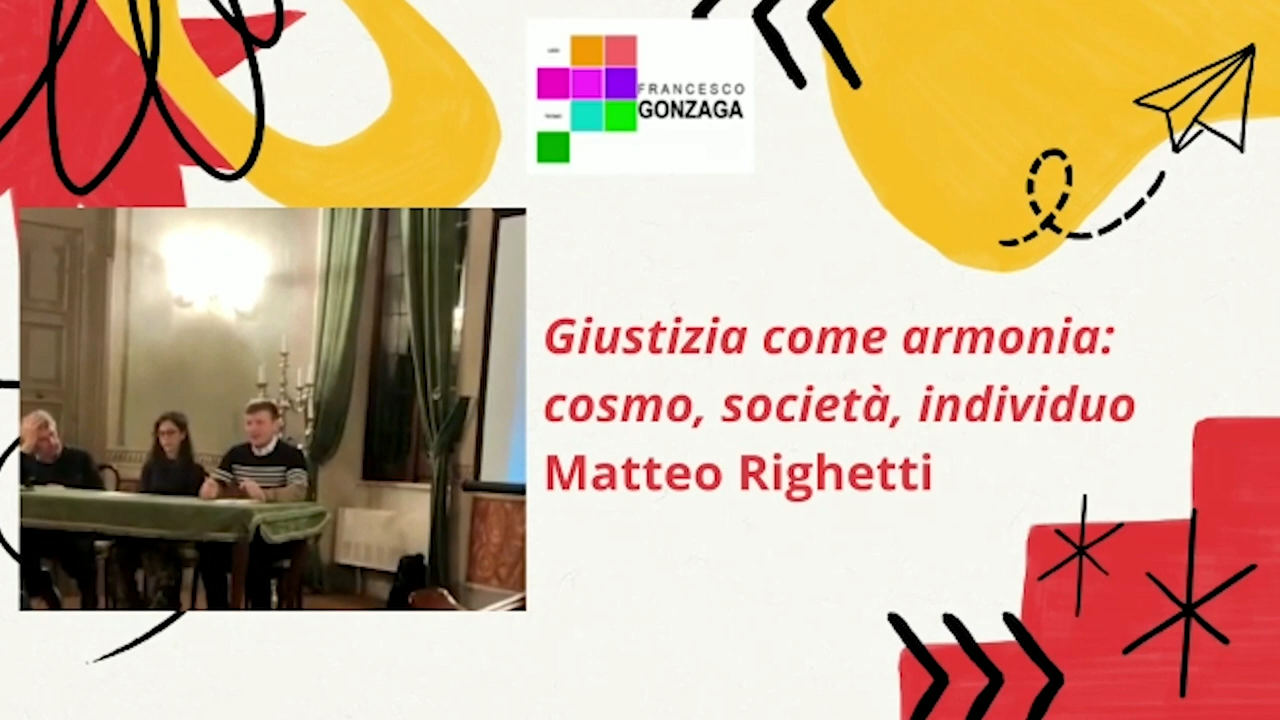 FRANCESCO
GONZAGA
Giustizia come armonia:
cosmo, società, individuo
Matteo Righetti